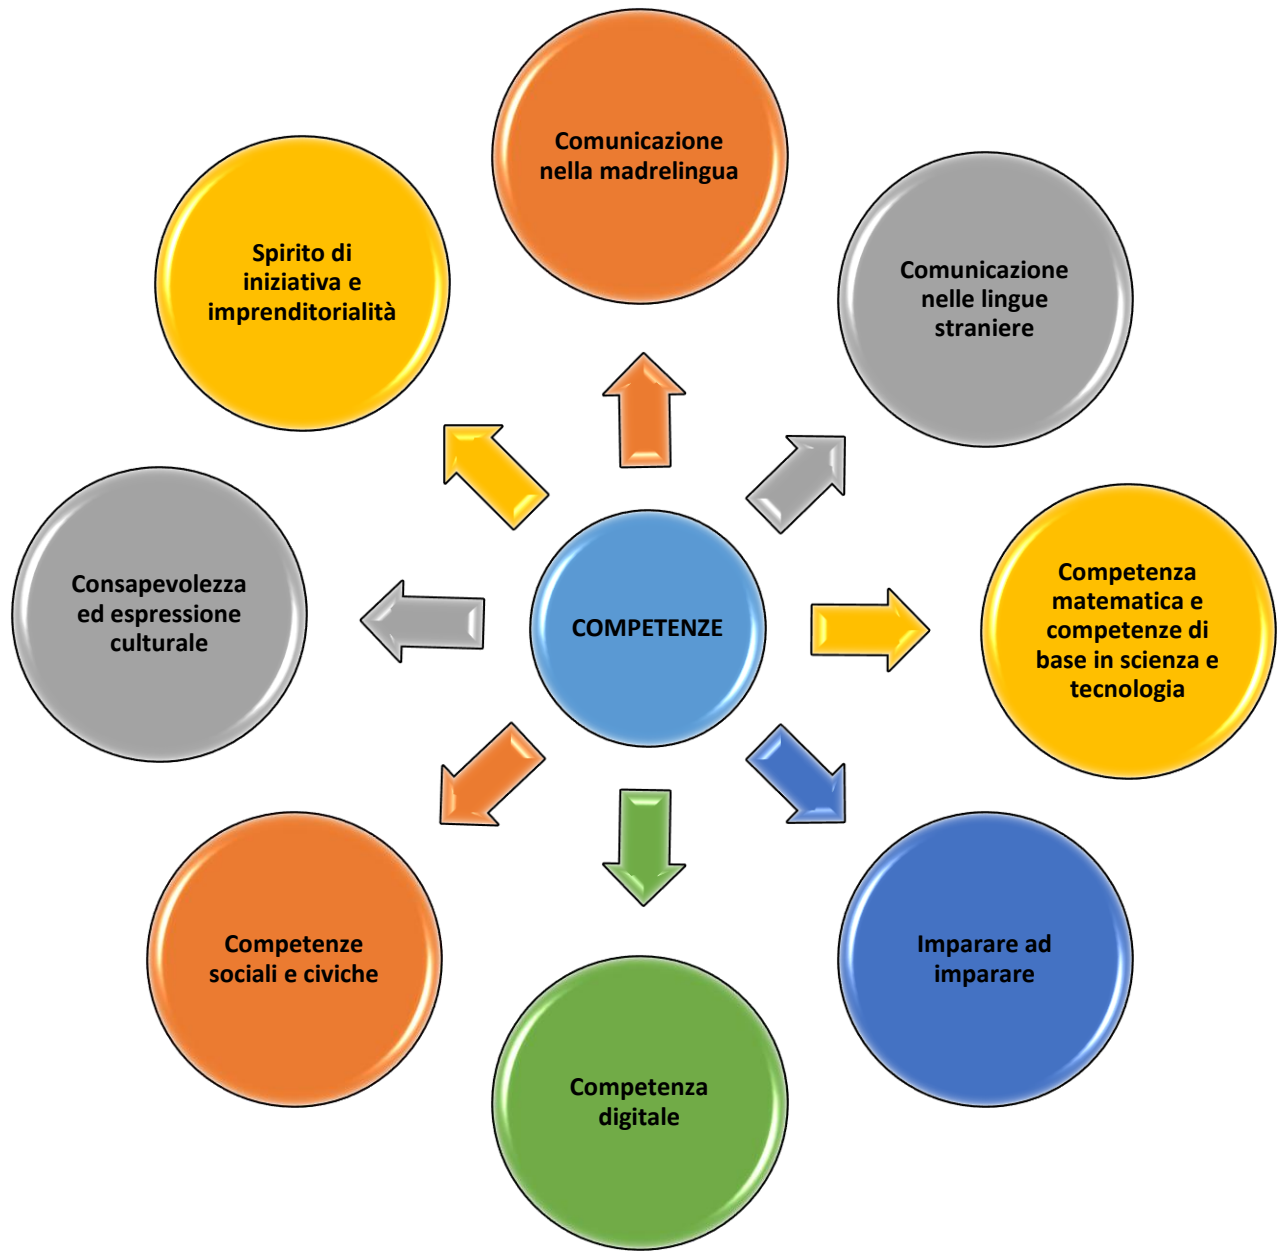 Comunicazione
nella madrelingua
Comunicazione
nelle lingue
straniere
Competenza
matematica e
competenze di
base in scienza e
tecnologia
Imparare ad
imparare
Competenza
digitale
Competenze
sociali e civiche
Consapevolezza
ed espressione
culturale
Spirito di
iniziativa e
imprenditorialità
COMPETENZE